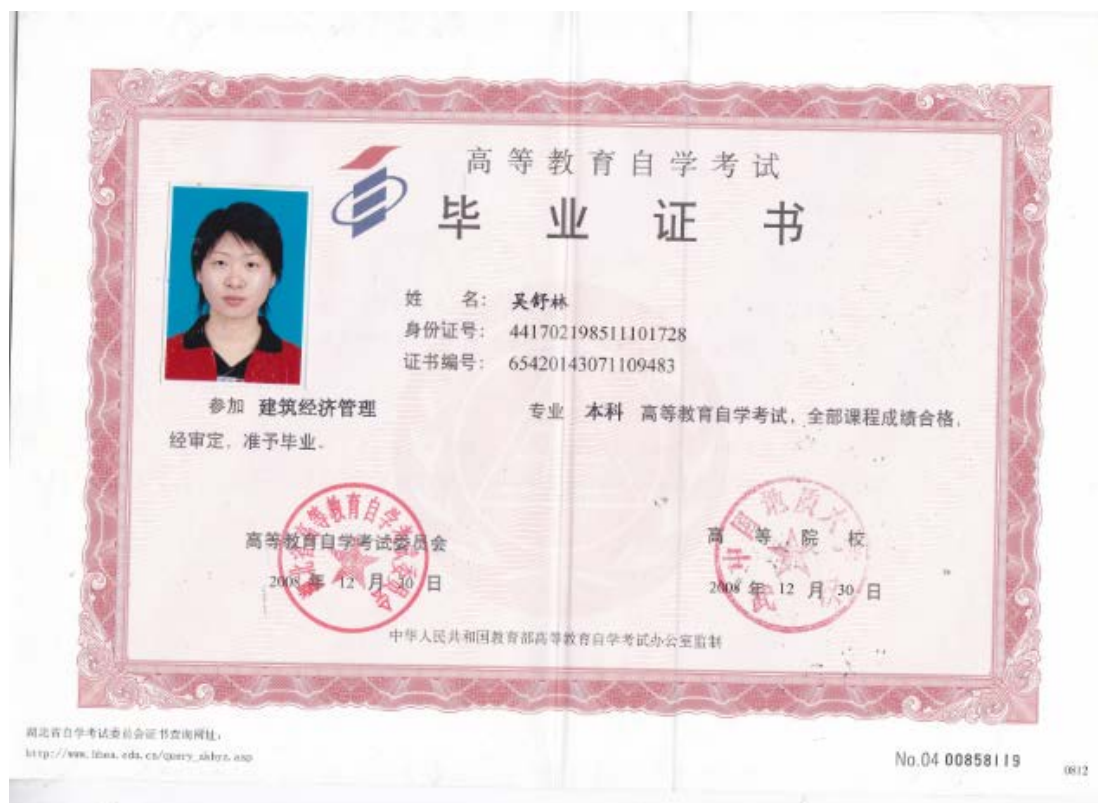 高等教育自学考试
毕业证书
姓 名： 吴舒林
身份证号： 441702198511101728
证书编号： 65420143071109483
参加 建筑经济管理 专业 本科 高等教育自学考试，全部课程成绩合格，
经审定，准予毕业。
高等教育自学考试委员会
高 等 院 校
2008 年 12 月 30 日
2008 年 12 月 30 日
中华人民共和国教育部高等教育自学考试办公室监制
湖北省自学考试委员会证书查询网址：
No.04 00858119
0812